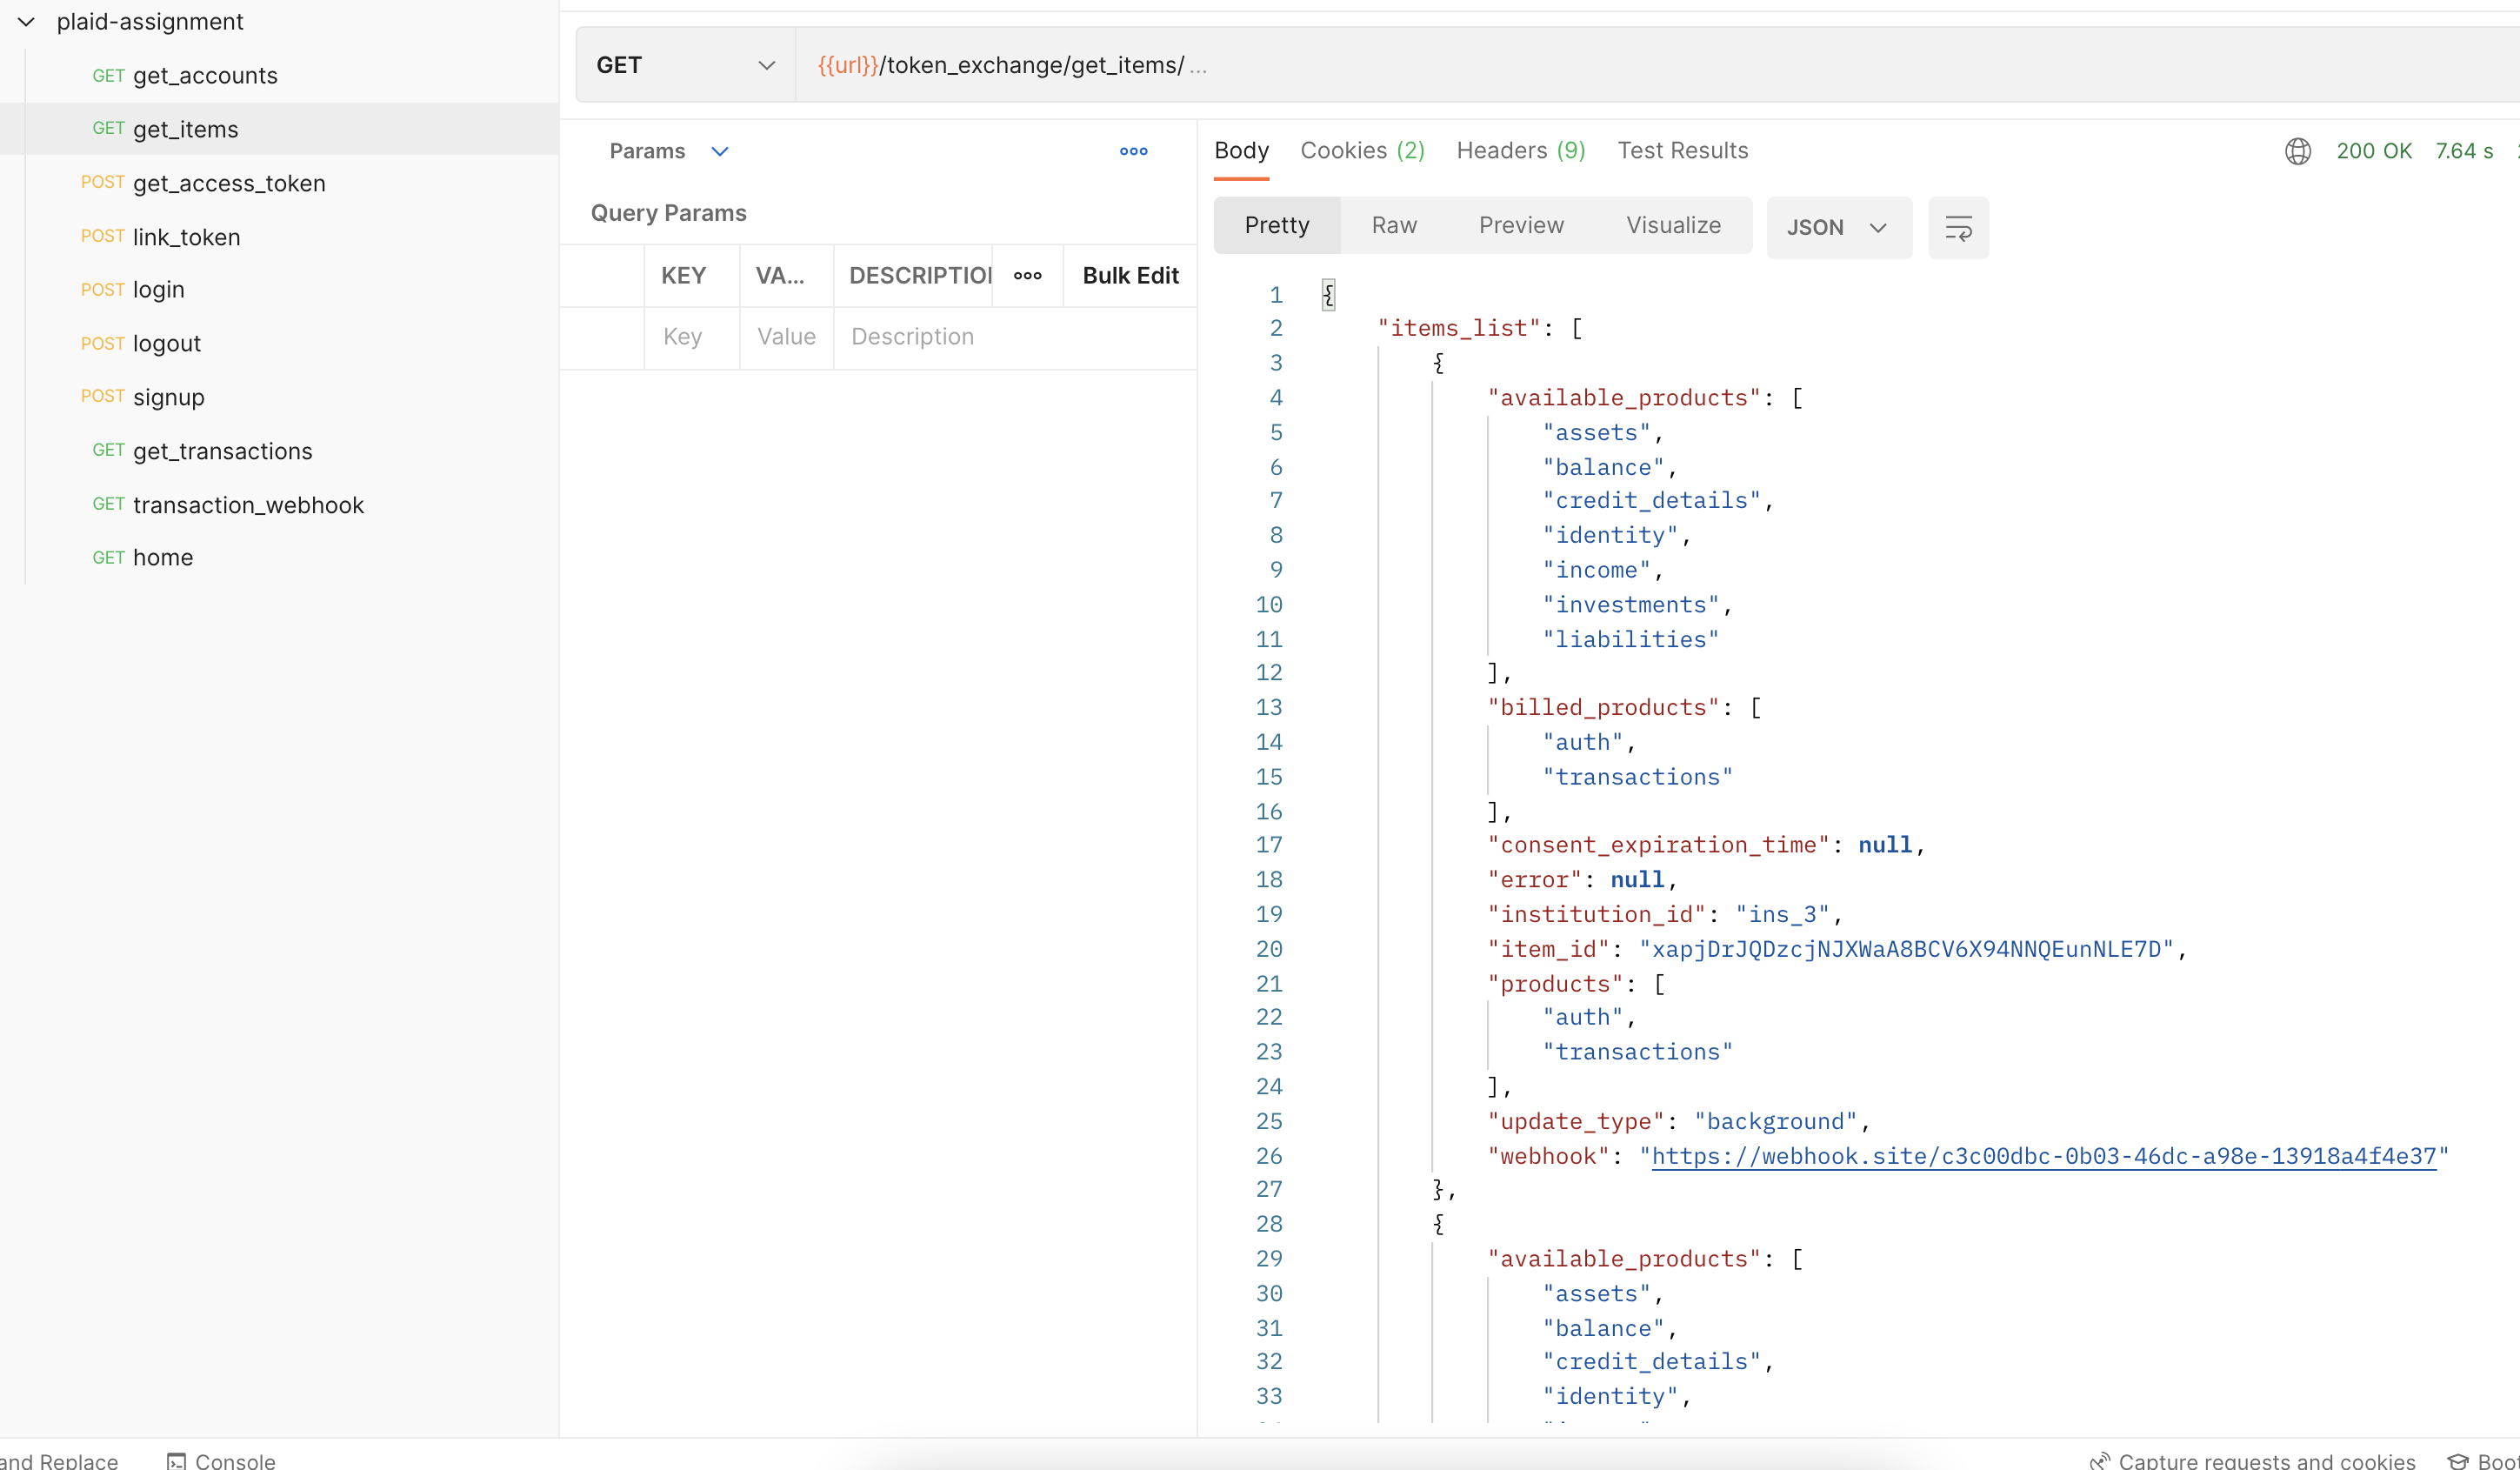 plaid-assignment
GET get_accounts
GET get_items
POST get_access_token
POST link_token
POST login
POST logout
POST signup
GET get_transactions
GET transaction_webhook
GET home
GET {{url}}/token_exchange/get_items/ ...
Params
Query Params
KEY VA... DESCRIPTION Bulk Edit
Key Value Description
Body Cookies (2) Headers (9) Test Results 200 OK 7.64 s
Pretty Raw Preview Visualize JSON
1 {
2 "items_list": [
3 {
4 "available_products": [
5 "assets",
6 "balance",
7 "credit_details",
8 "identity",
9 "income",
10 "investments",
11 "liabilities"
12 ],
13 "billed_products": [
14 "auth",
15 "transactions"
16 ],
17 "consent_expiration_time": null,
18 "error": null,
19 "institution_id": "ins_3",
20 "item_id": "xapjDrJQDzcjNJXWaA8BCV6X94NNQEunNLE7D",
21 "products": [
22 "auth",
23 "transactions"
24 ],
25 "update_type": "background",
26 "webhook": "https://webhook.site/c3c00dbc-0b03-46dc-a98e-13918a4f4e37"
27 },
28 {
29 "available_products": [
30 "assets",
31 "balance",
32 "credit_details",
33 "identity",
and Replace Console Capture requests and cookies Boot